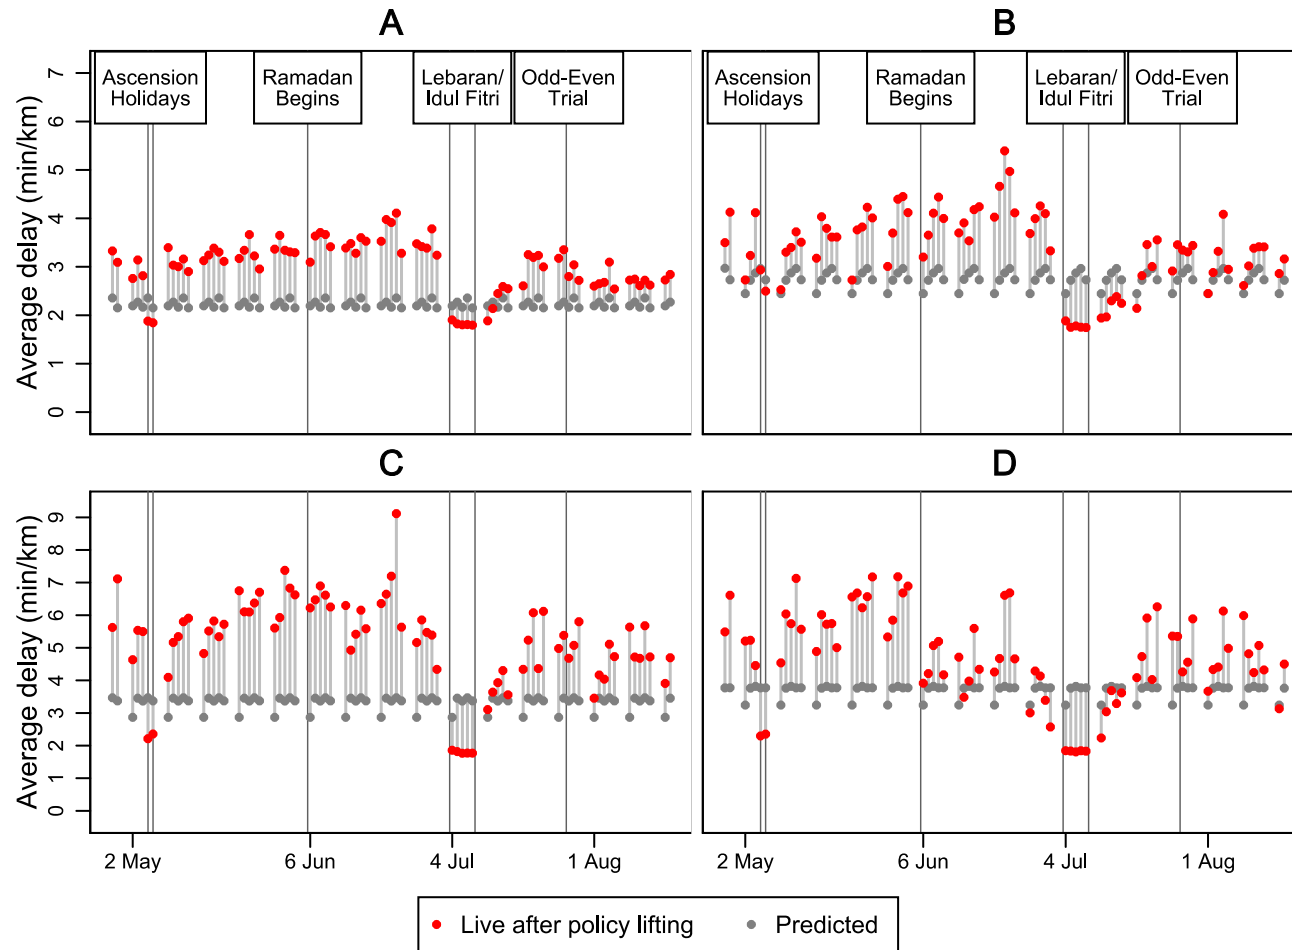 A
B
Average delay (min/km)
7
6
5
4
3
2
1
0
Ascension
Holidays
Ramadan
Begins
Lebaran/
Idul Fitri
Odd-Even
Trial
Ascension
Holidays
Ramadan
Begins
Lebaran/
Idul Fitri
Odd-Even
Trial
C
D
Average delay (min/km)
9
8
7
6
5
4
3
2
1
0
2 May
6 Jun
4 Jul
1 Aug
2 May
6 Jun
4 Jul
1 Aug
Live after policy lifting
Predicted